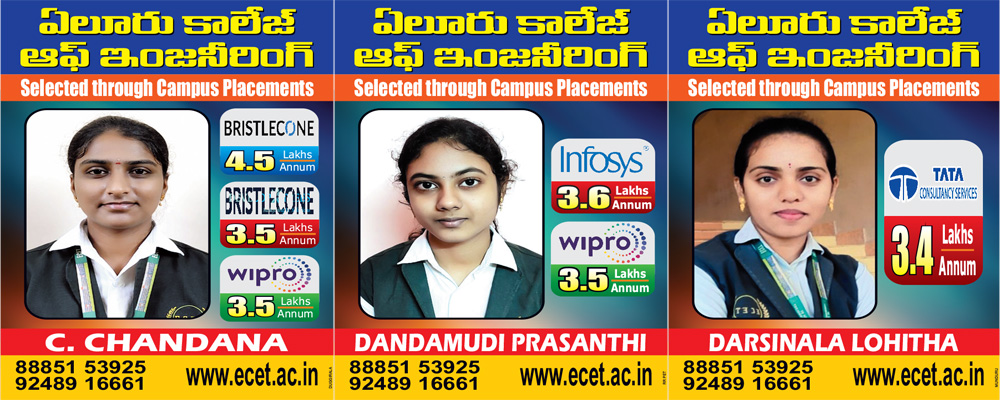 ఏలూరు కాలేజ్
ఆఫ్ ఇంజనీరింగ్
Selected through Campus Placements
BRISTLECONE
4.5 Lakhs Annum
BRISTLECONE
3.5 Lakhs Annum
wipro
3.5 Lakhs Annum
C. CHANDANA
88851 53925
92489 16661
www.ecet.ac.in
ఏలూరు కాలేజ్
ఆఫ్ ఇంజనీరింగ్
Selected through Campus Placements
Infosys
3.6 Lakhs Annum
wipro
3.5 Lakhs Annum
DANDAMUDI PRASANTHI
88851 53925
92489 16661
www.ecet.ac.in
ఏలూరు కాలేజ్
ఆఫ్ ఇంజనీరింగ్
Selected through Campus Placements
TATA
CONSULTANCY SERVICES
3.4 Lakhs Annum
DARSINALA LOHITHA
88851 53925
92489 16661
www.ecet.ac.in